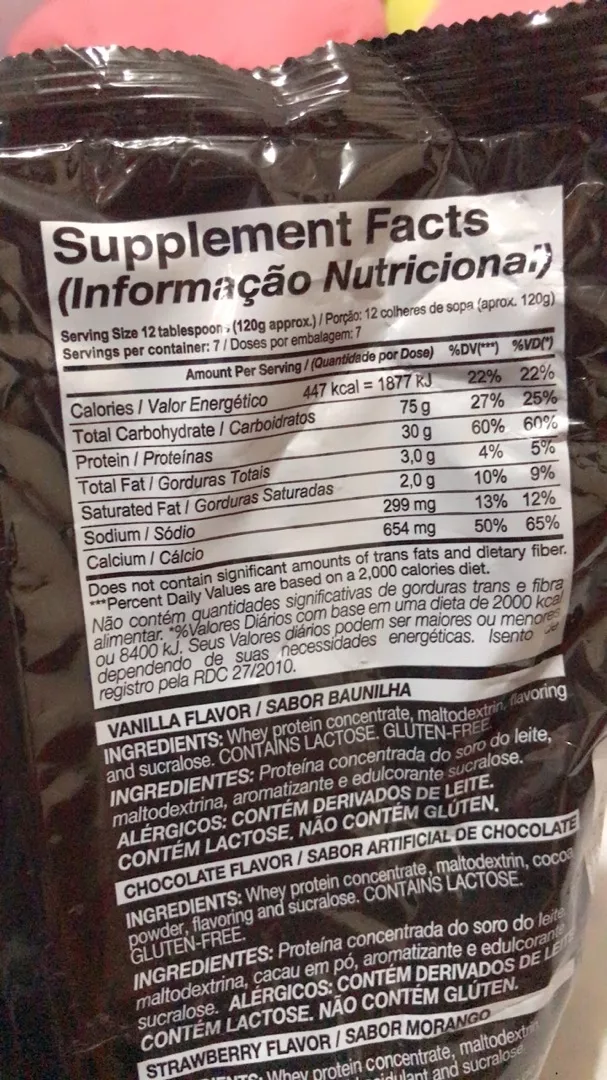 Supplement Facts
(Informação Nutricional)
Serving Size 12 tablespoons (120g approx.) / Porção: 12 colheres de sopa (aprox. 120g)
Servings per container: 7 / Doses por embalagem: 7
Amount Per Serving / (Quantidade por Dose) %DV(***) %VD(*)
Calories / Valor Energético 447 kcal = 1877 kJ 22% 22%
Total Carbohydrate / Carboidratos 75 g 27% 25%
Protein / Proteínas 30 g 60% 60%
Total Fat / Gorduras Totais 3,0 g 4% 5%
Saturated Fat / Gorduras Saturadas 2,0 g 10% 9%
Sodium / Sódio 299 mg 13% 12%
Calcium / Cálcio 654 mg 50% 65%
Does not contain significant amounts of trans fats and dietary fiber.
***Percent Daily Values are based on a 2,000 calories diet.
Não contém quantidades significativas de gorduras trans e fibra
alimentar. *%Valores Diários com base em uma dieta de 2000 kcal
ou 8400 kJ. Seus Valores diários podem ser maiores ou menores
dependendo de suas necessidades energéticas. Isento de
registro pela RDC 27/2010.
VANILLA FLAVOR / SABOR BAUNILHA
INGREDIENTS: Whey protein concentrate, maltodextrin, flavoring
and sucralose. CONTAINS LACTOSE. GLUTEN-FREE.
INGREDIENTES: Proteína concentrada do soro do leite,
maltodextrina, aromatizante e edulcorante sucralose.
ALÉRGICOS: CONTÉM DERIVADOS DE LEITE.
CONTÉM LACTOSE. NÃO CONTÉM GLÚTEN.
CHOCOLATE FLAVOR / SABOR ARTIFICIAL DE CHOCOLATE
INGREDIENTS: Whey protein concentrate, maltodextrin, cocoa
powder, flavoring and sucralose. CONTAINS LACTOSE.
GLUTEN-FREE.
INGREDIENTES: Proteína concentrada do soro do leite,
maltodextrina, cacau em pó, aromatizante e edulcorante
sucralose. ALÉRGICOS: CONTÉM DERIVADOS DE LEITE.
CONTÉM LACTOSE. NÃO CONTÉM GLÚTEN.
STRAWBERRY FLAVOR / SABOR MORANGO
Whey protein concentrate, maltodextrin
and sucralose